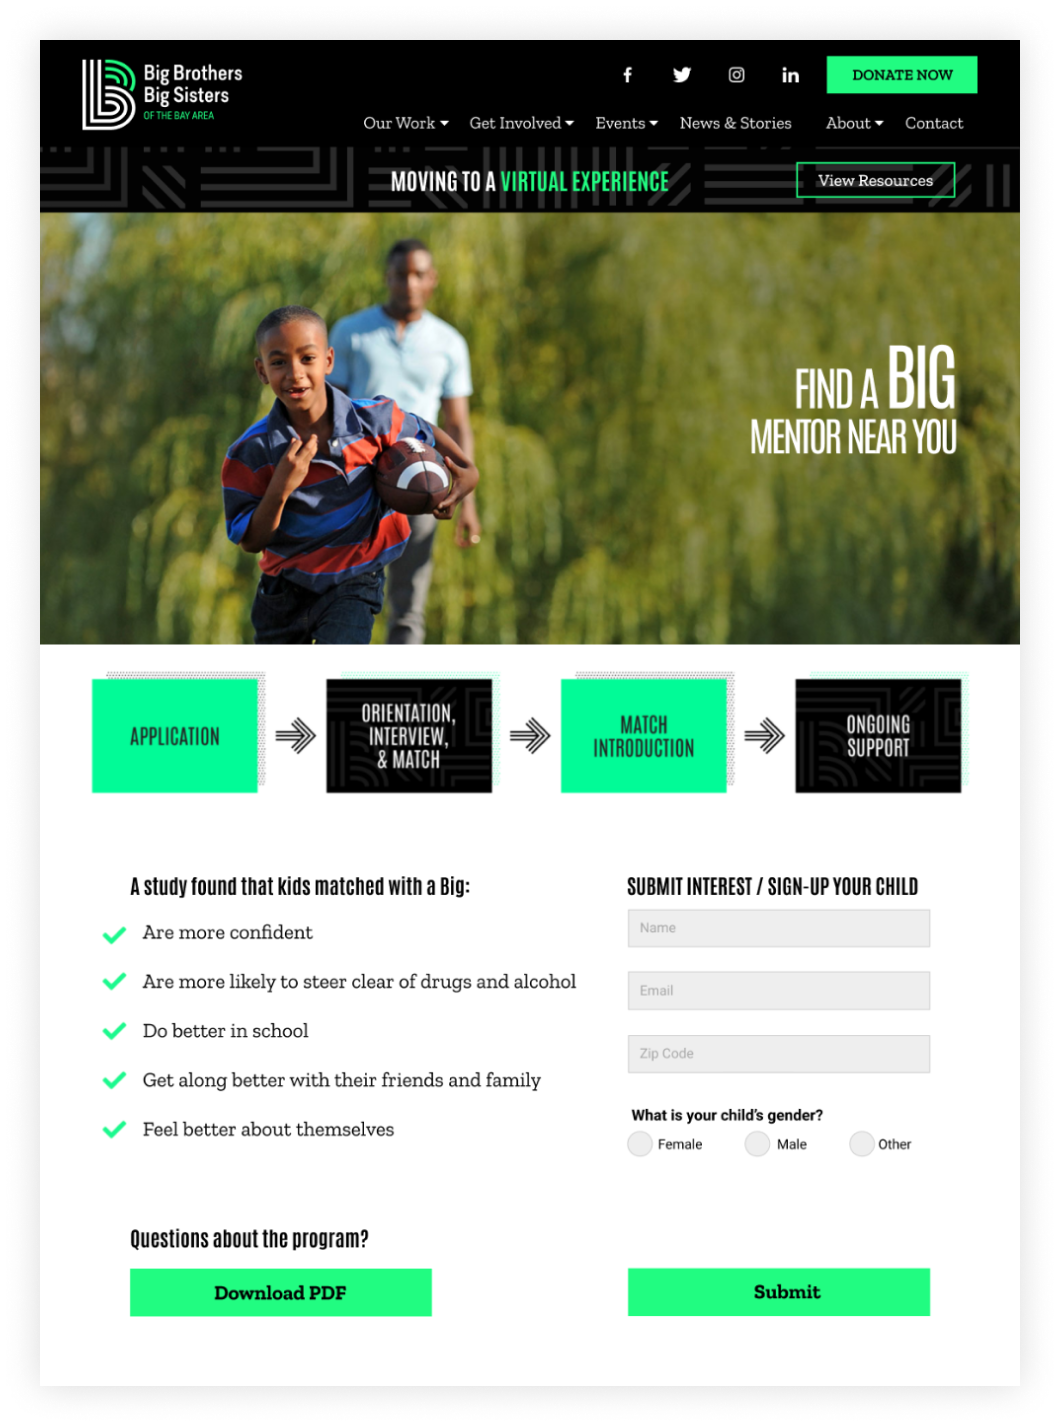 Big Brothers
Big Sisters
OF THE BAY AREA
DONATE NOW
Our Work
Get Involved
Events
News & Stories
About
Contact
MOVING TO A VIRTUAL EXPERIENCE
View Resources
FIND A BIG
MENTOR NEAR YOU
APPLICATION
ORIENTATION,
INTERVIEW,
& MATCH
MATCH
INTRODUCTION
ONGOING
SUPPORT
A study found that kids matched with a Big:
Are more confident
Are more likely to steer clear of drugs and alcohol
Do better in school
Get along better with their friends and family
Feel better about themselves
Questions about the program?
Download PDF
SUBMIT INTEREST / SIGN-UP YOUR CHILD
Name
Email
Zip Code
What is your child's gender?
Female
Male
Other
Submit